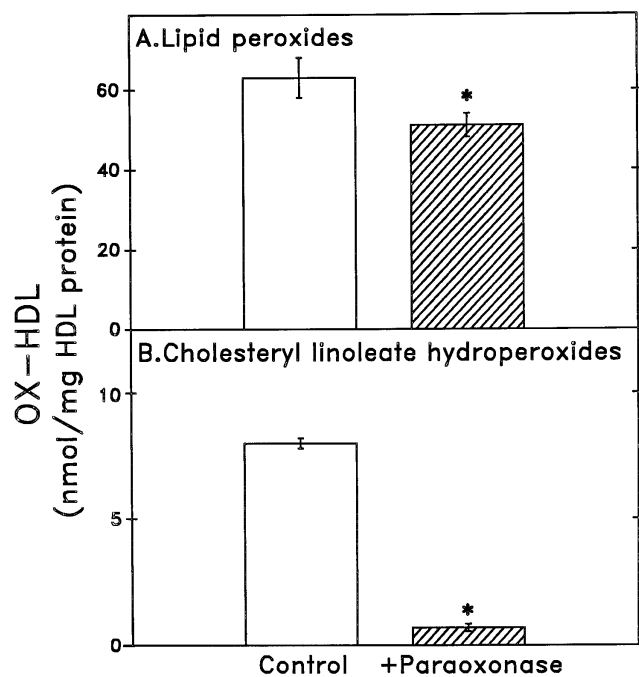 A.Lipid peroxides
60
40
20
0
B.Cholesteryl linoleate hydroperoxides
10
5
0
OX-HDL
(nmol/mg HDL protein)
*
*
Control +Paraoxonase